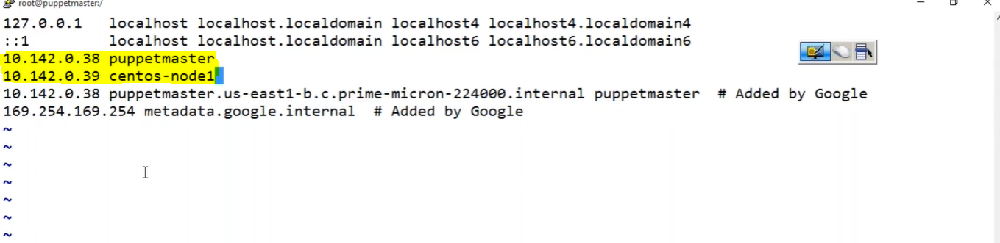 root@puppetmaster:/
127.0.0.1   localhost localhost.localdomain localhost4 localhost4.localdomain4
::1         localhost localhost.localdomain localhost6 localhost6.localdomain6
10.142.0.38 puppetmaster
10.142.0.39 centos-node1
10.142.0.38 puppetmaster.us-east1-b.c.prime-micron-224000.internal puppetmaster  # Added by Google
169.254.169.254 metadata.google.internal  # Added by Google
~
~
~
~
~
~
~